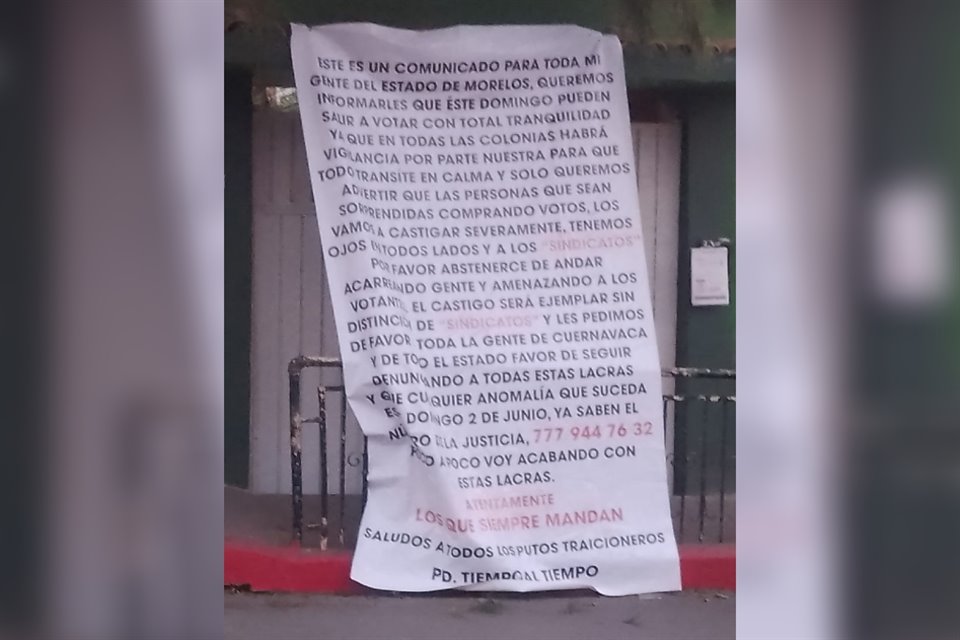 ESTE ES UN COMUNICADO PARA TODA MI
GENTE DEL ESTADO DE MORELOS, QUEREMOS
INFORMARLES QUE ÉSTE DOMINGO PUEDEN
SALIR A VOTAR CON TOTAL TRANQUILIDAD
YA QUE EN TODAS LAS COLONIAS HABRÁ
VIGILANCIA POR PARTE NUESTRA PARA QUE
TODO TRANSITE EN CALMA Y SOLO QUEREMOS
ADVERTIR QUE LAS PERSONAS QUE SEAN
SORPRENDIDAS COMPRANDO VOTOS, LOS
VAMOS A CASTIGAR SEVERAMENTE, TENEMOS
OJOS EN TODOS LADOS Y A LOS "SINDICATOS"
POR FAVOR ABSTENERCE DE ANDAR
ACARREANDO GENTE Y AMENAZANDO A LOS
VOTANTES, EL CASTIGO SERÁ EJEMPLAR SIN
DISTINCIÓN DE "SINDICATOS" Y LES PEDIMOS
DE FAVOR TODA LA GENTE DE CUERNAVACA
Y DE TODO EL ESTADO FAVOR DE SEGUIR
DENUNCIANDO A TODAS ESTAS LACRAS
Y QUE CUALQUIER ANOMALÍA QUE SUCEDA
ESTE DOMINGO 2 DE JUNIO, YA SABEN EL
NÚMERO DE LA JUSTICIA, 777 944 76 32
POCO A POCO VOY ACABANDO CON
ESTAS LACRAS.
ATENTAMENTE
LOS QUE SIEMPRE MANDAN
SALUDOS A TODOS LOS PUTOS TRAICIONEROS
PD. TIEMPO AL TIEMPO